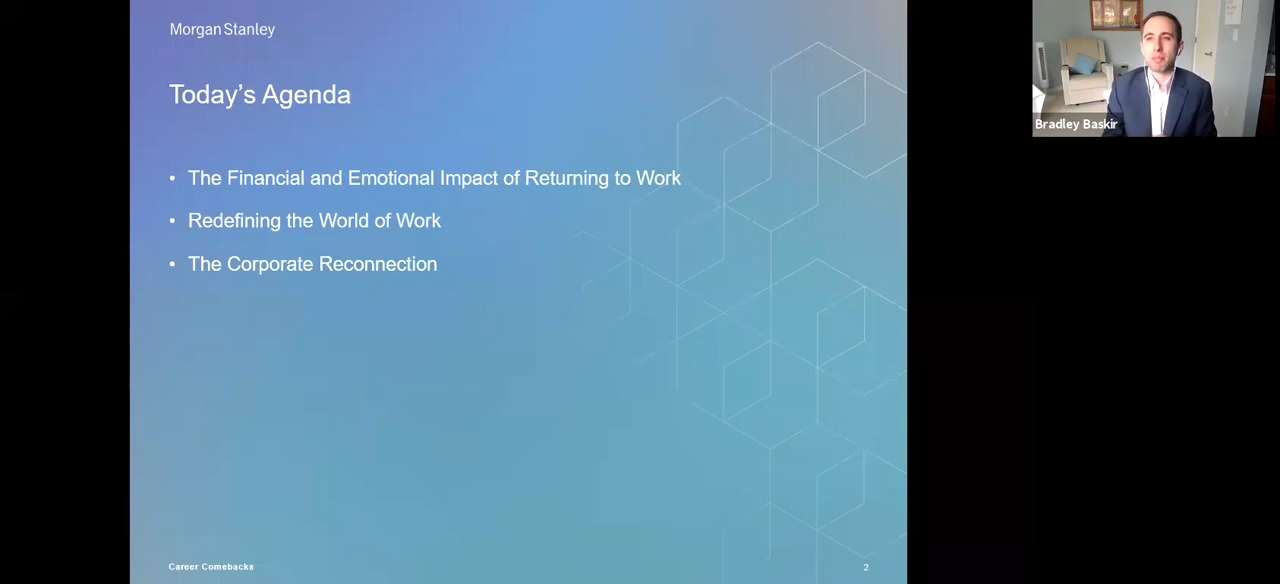 Morgan Stanley
Today's Agenda
• The Financial and Emotional Impact of Returning to Work
• Redefining the World of Work
• The Corporate Reconnection
Career Comebacks
2
Bradley Baskir